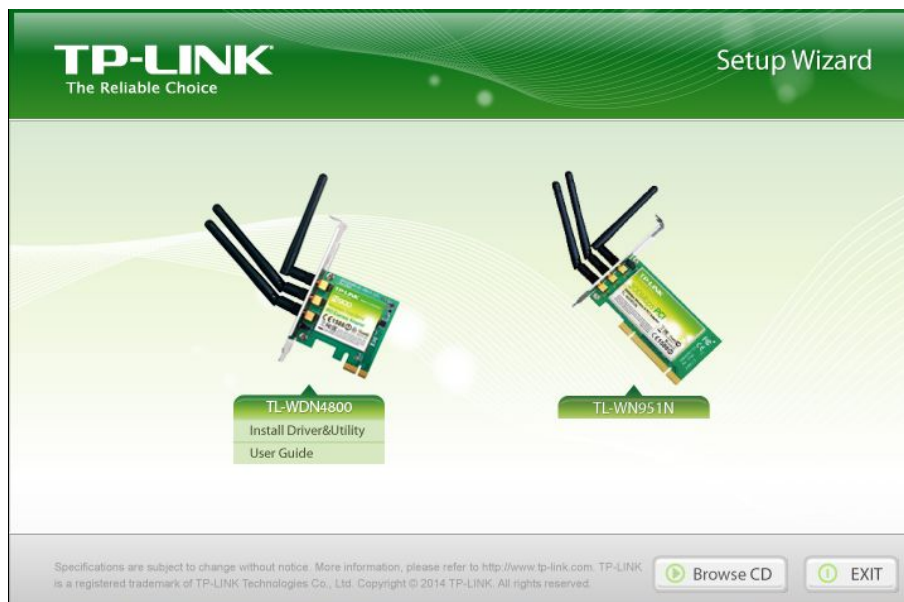 TP-LINK
The Reliable Choice
Setup Wizard
TL-WDN4800
Install Driver&Utility
User Guide
TL-WN951N
Specifications are subject to change without notice. More information, please refer to http://www.tp-link.com. TP-LINK
is a registered trademark of TP-LINK Technologies Co., Ltd. Copyright © 2014 TP-LINK. All rights reserved.
Browse CD
EXIT